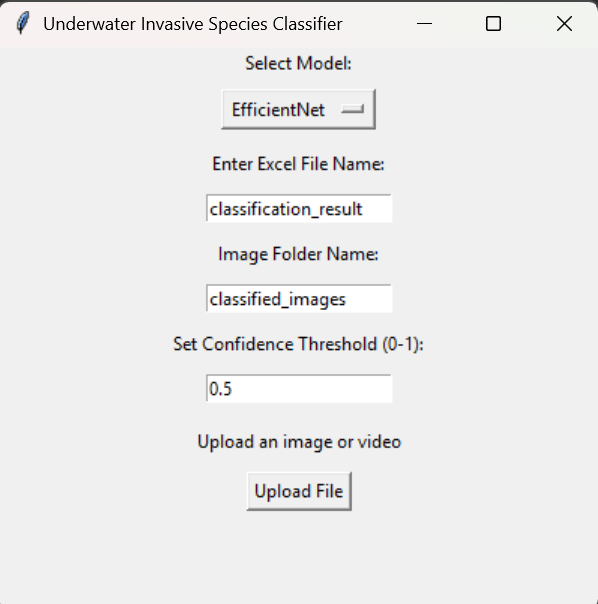 Underwater Invasive Species Classifier
Select Model:
EfficientNet
Enter Excel File Name:
classification_result
Image Folder Name:
classified_images
Set Confidence Threshold (0-1):
0.5
Upload an image or video
Upload File